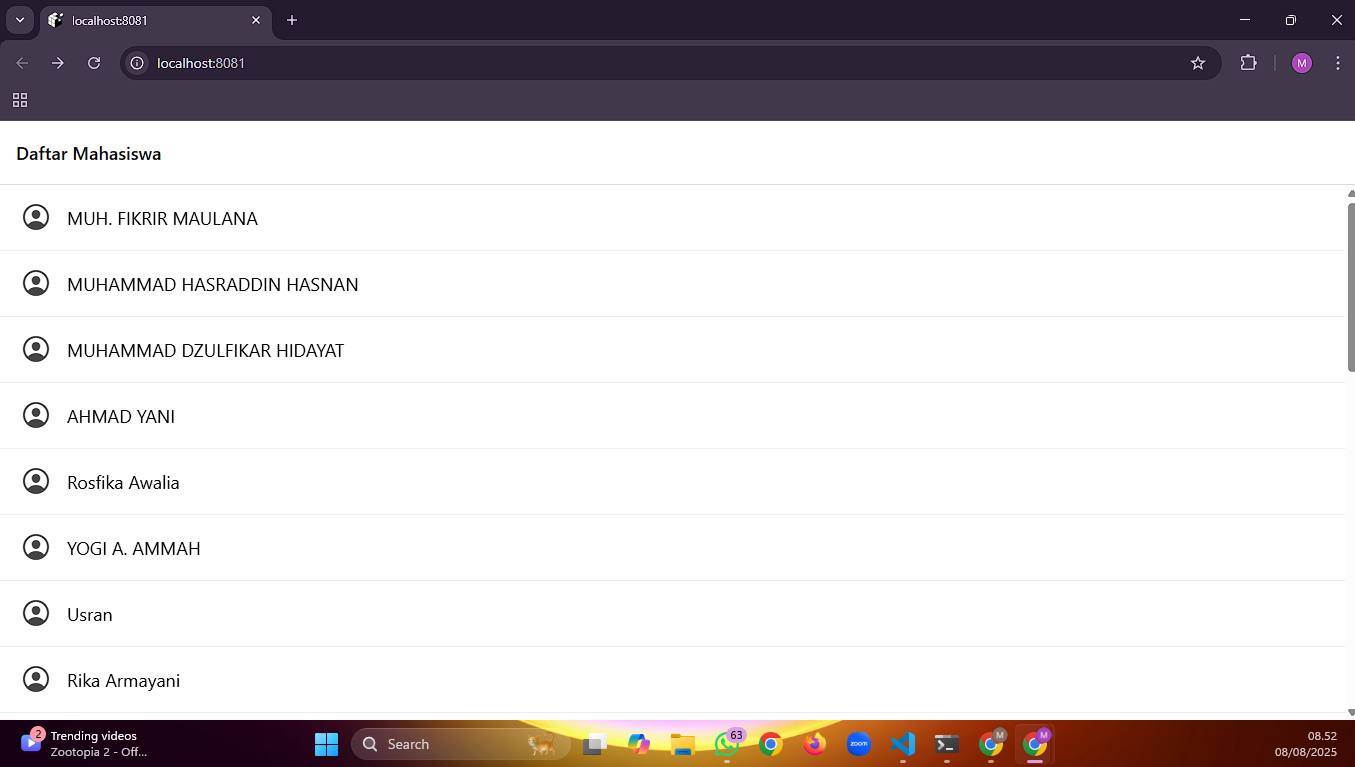 localhost:8081
localhost:8081
M
Daftar Mahasiswa
MUH. FIKRIR MAULANA
MUHAMMAD HASRADDIN HASNAN
MUHAMMAD DZULFIKAR HIDAYAT
AHMAD YANI
Rosfika Awalia
YOGI A. AMMAH
Usran
Rika Armayani
2
Trending videos
Zootopia 2 - Off...
Search
63
zoom
M
M
08.52
08/08/2025